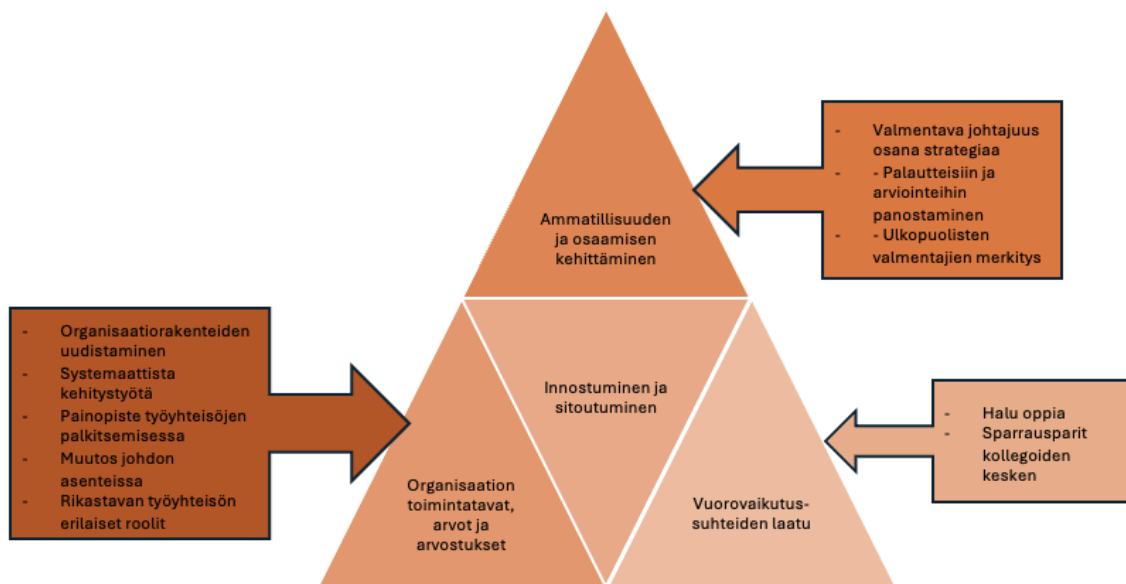 - Valmentava johtajuus
osana strategiaa
- - Palautteisiin ja
arviointeihin
panostaminen
- - Ulkopuolisten
valmentajien merkitys
Ammatillisuuden
ja osaamisen
kehittäminen
- Organisaatiorakenteiden
uudistaminen
- Systemaattista
kehitystyötä
- Painopiste työyhteisöjen
palkitsemisessa
- Muutos johdon
asenteissa
- Rikastavan työyhteisön
erilaiset roolit
Innostuminen ja
sitoutuminen
- Halu oppia
- Sparrausparit
kollegoiden
kesken
Organisaation
toimintatavat,
arvot ja
arvostukset
Vuorovaikutus-
suhteiden laatu